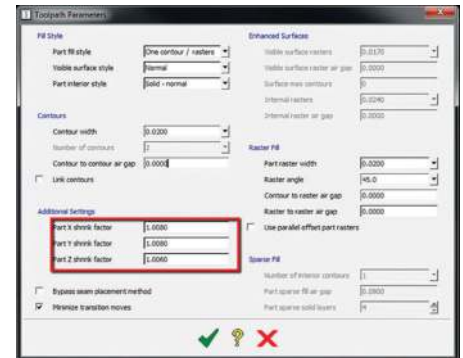 Toolpath Parameters
Fill Style
Part fill style One contour / rasters
Visible surface style Normal
Part interior style Solid - normal
Contours
Contour width 0.0200
Number of contours 2
Contour to contour air gap 0.0000
Link contours
Additional Settings
Part X shrink factor 1.0080
Part Y shrink factor 1.0080
Part Z shrink factor 1.0060
Bypass seam placement method
Minimize transition moves
Enhanced Surfaces
Visible surface rasters 0.0170
Visible surface raster air gap 0.0000
Surface max contours 0
Internal rasters 0.0240
Internal raster air gap 0.0000
Raster Fill
Part raster width 0.0200
Raster angle 45.0
Contour to raster air gap 0.0000
Raster to raster air gap 0.0000
Use parallel offset part rasters
Sparse Fill
Number of interior contours 1
Part sparse fill air gap 0.0900
Part sparse solid layers 4